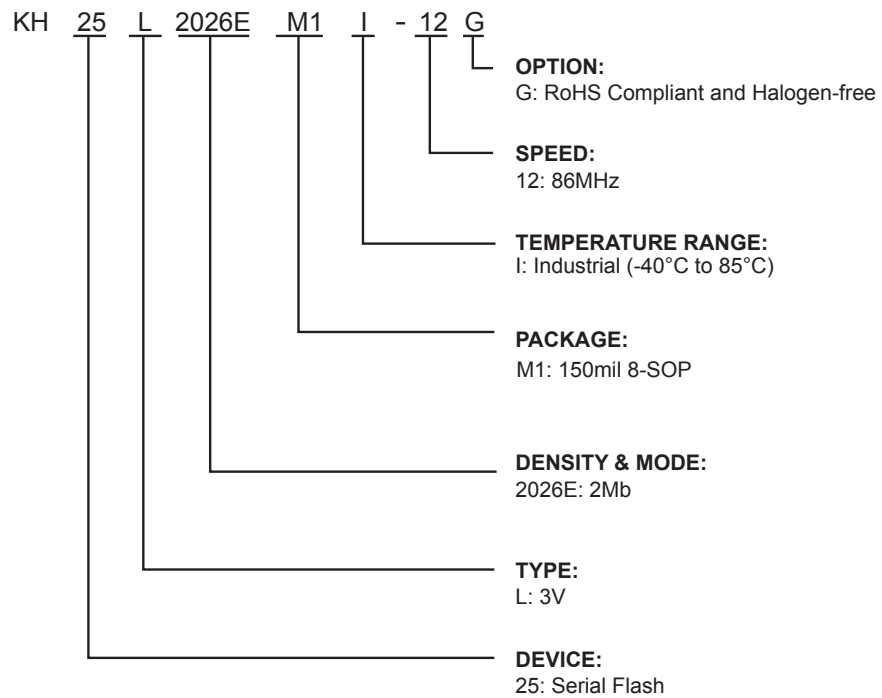 KH 25 L 2026E M1 I - 12 G
OPTION:
G: RoHS Compliant and Halogen-free
SPEED:
12: 86MHz
TEMPERATURE RANGE:
I: Industrial (-40°C to 85°C)
PACKAGE:
M1: 150mil 8-SOP
DENSITY & MODE:
2026E: 2Mb
TYPE:
L: 3V
DEVICE:
25: Serial Flash